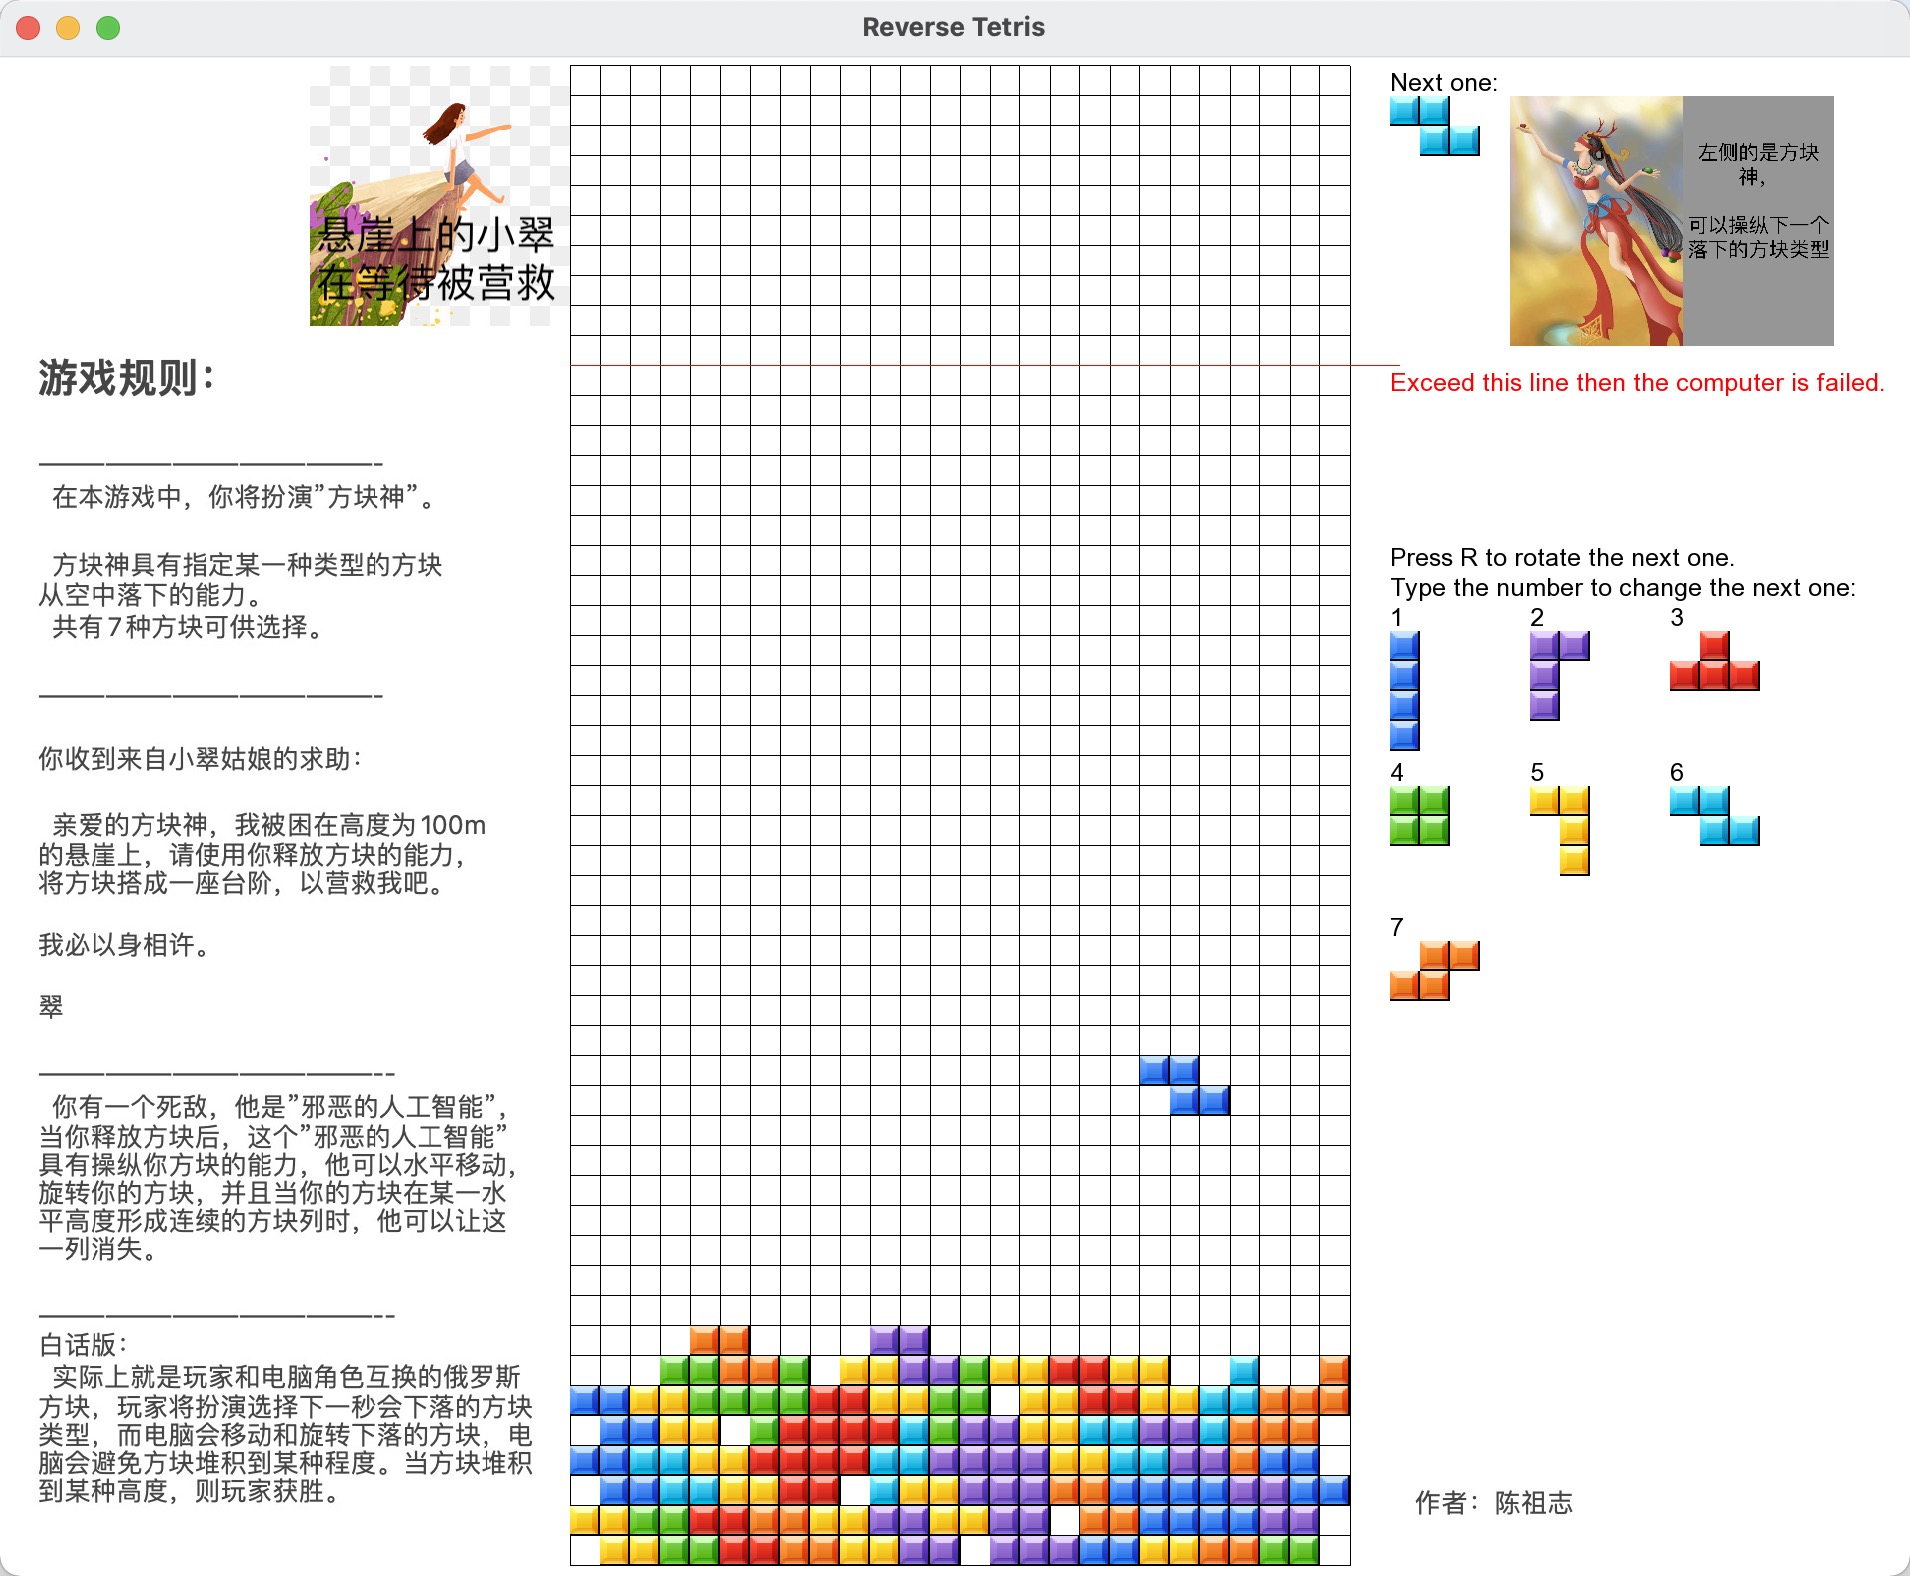 Reverse Tetris
悬崖上的小翠
在等待被营救
游戏规则：
———————————————-
在本游戏中，你将扮演”方块神”。
方块神具有指定某一种类型的方块
从空中落下的能力。
共有7种方块可供选择。
———————————————-
你收到来自小翠姑娘的求助：
亲爱的方块神，我被困在高度为100m
的悬崖上，请使用你释放方块的能力，
将方块搭成一座台阶，以营救我吧。
我必以身相许。
翠
———————————————--
你有一个死敌，他是”邪恶的人工智能”，
当你释放方块后，这个”邪恶的人工智能”
具有操纵你方块的能力，他可以水平移动，
旋转你的方块，并且当你的方块在某一水
平高度形成连续的方块列时，他可以让这
一列消失。
———————————————--
白话版：
实际上就是玩家和电脑角色互换的俄罗斯
方块，玩家将扮演选择下一秒会下落的方块
类型，而电脑会移动和旋转下落的方块，电
脑会避免方块堆积到某种程度。当方块堆积
到某种高度，则玩家获胜。
Next one:
左侧的是方块
神，
可以操纵下一个
落下的方块类型
Exceed this line then the computer is failed.
Press R to rotate the next one.
Type the number to change the next one:
1 2 3
4 5 6
7
作者：陈祖志